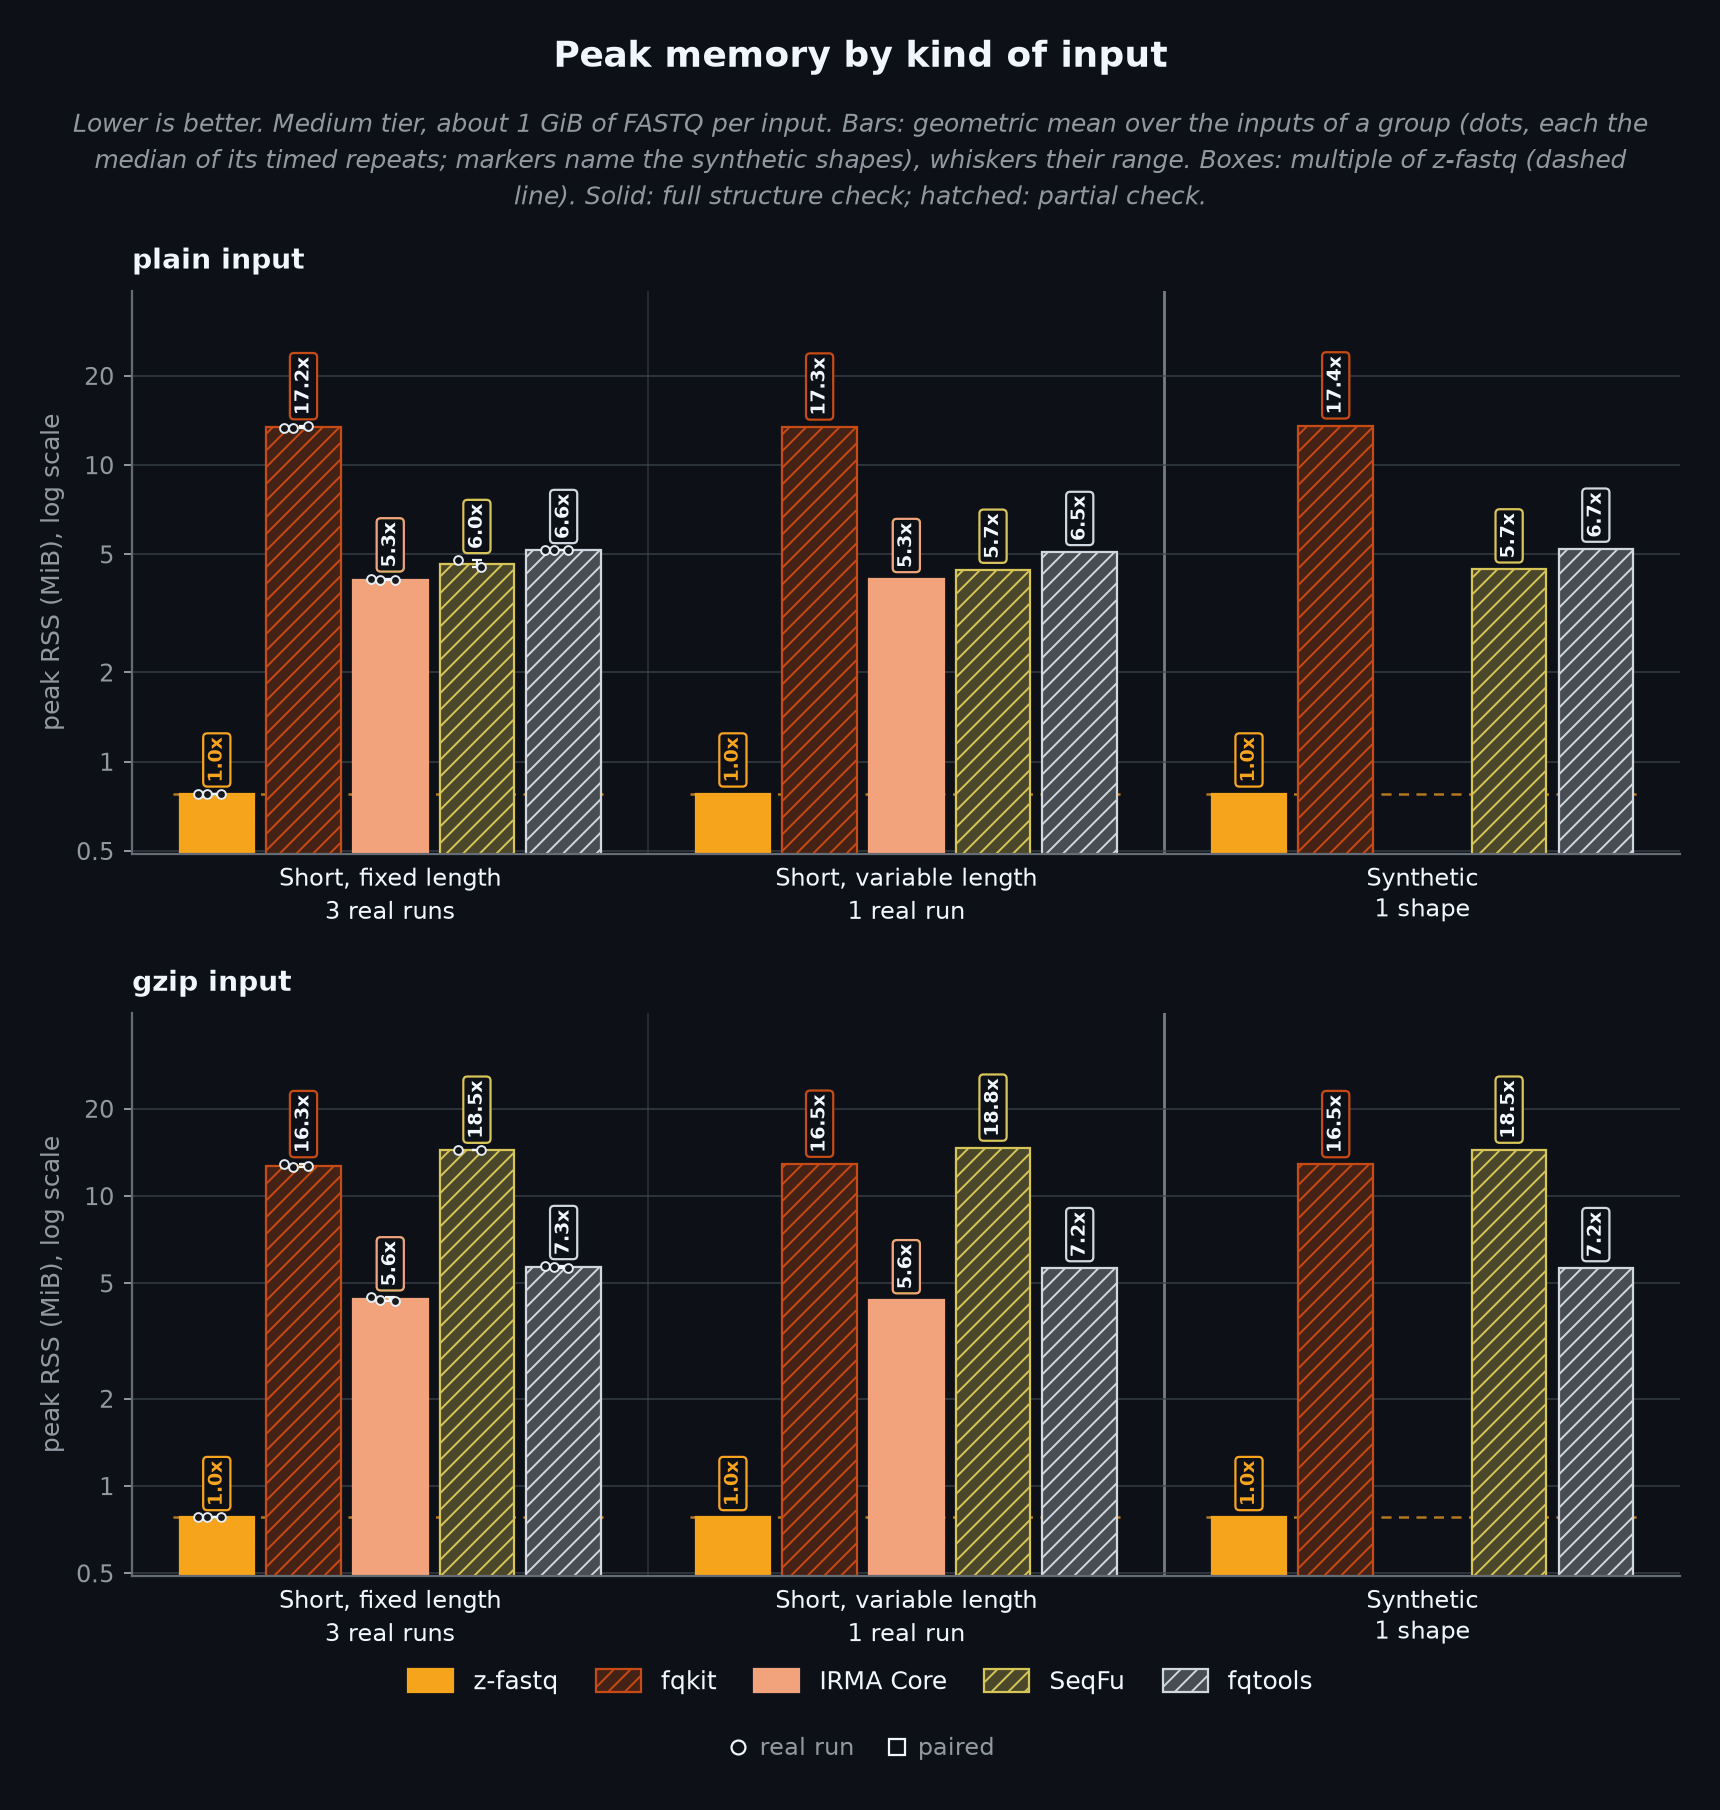 Peak memory by kind of input
Lower is better. Medium tier, about 1 GiB of FASTQ per input. Bars: geometric mean over the inputs of a group (dots, each the
median of its timed repeats; markers name the synthetic shapes), whiskers their range. Boxes: multiple of z-fastq (dashed
line). Solid: full structure check; hatched: partial check.
plain input
peak RSS (MiB), log scale
20
10
5
2
1
0.5
1.0x
17.2x
5.3x
6.0x
6.6x
1.0x
17.3x
5.3x
5.7x
6.5x
1.0x
17.4x
5.7x
6.7x
Short, fixed length
3 real runs
Short, variable length
1 real run
Synthetic
1 shape
gzip input
peak RSS (MiB), log scale
20
10
5
2
1
0.5
1.0x
16.3x
5.6x
18.5x
7.3x
1.0x
16.5x
5.6x
18.8x
7.2x
1.0x
16.5x
18.5x
7.2x
Short, fixed length
3 real runs
Short, variable length
1 real run
Synthetic
1 shape
z-fastq
fqkit
IRMA Core
SeqFu
fqtools
real run
paired